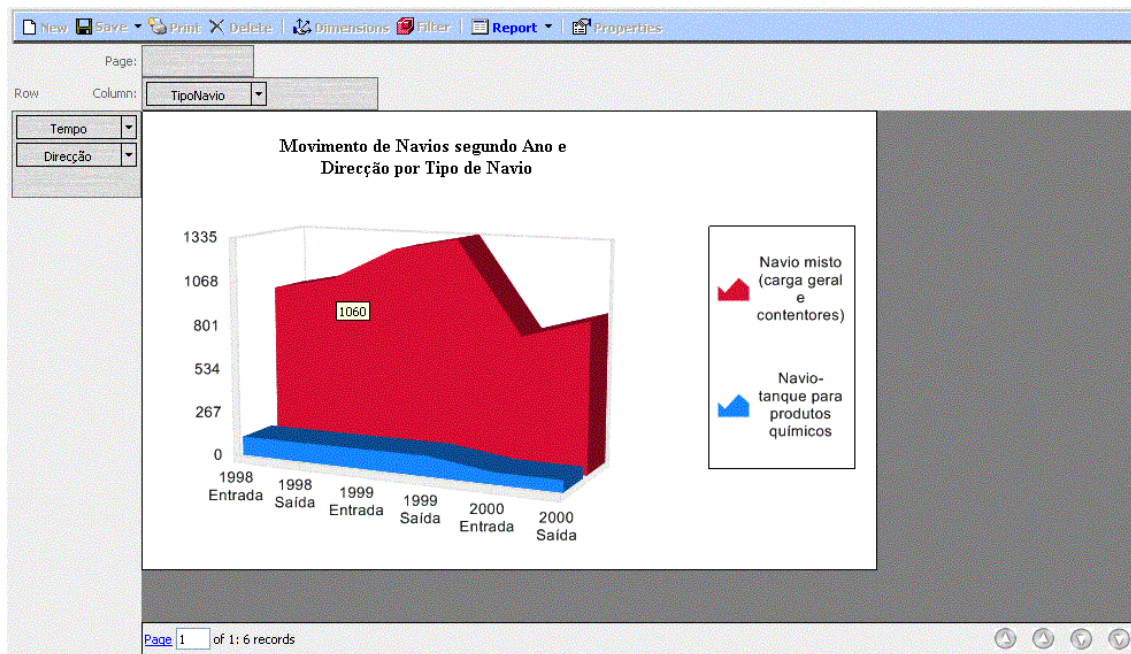 New Save Print Delete Dimensions Filter Report Properties
Page:
Row Column: TipoNavio
Tempo
Direcção
Movimento de Navios segundo Ano e
Direcção por Tipo de Navio
1335
1068
801
534
267
0
1060
1998
Entrada
1998
Saída
1999
Entrada
1999
Saída
2000
Entrada
2000
Saída
Navio misto
(carga geral
e
contentores)
Navio-
tanque para
produtos
químicos
Page 1 of 1: 6 records